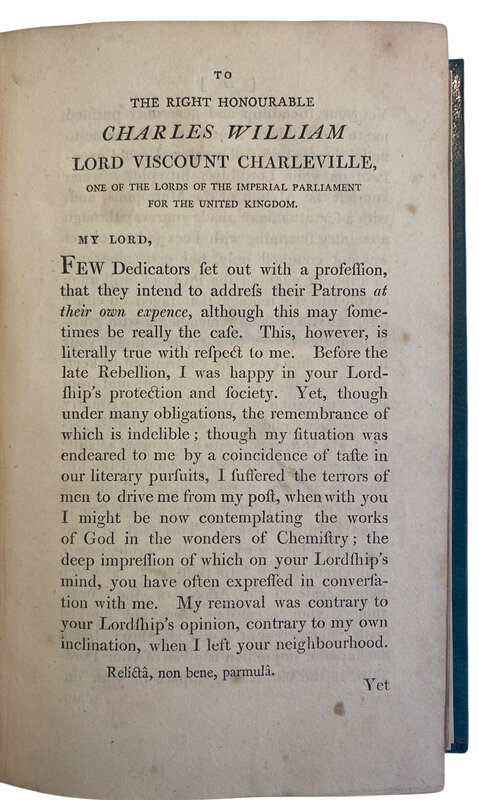 TO
THE RIGHT HONOURABLE
CHARLES WILLIAM
LORD VISCOUNT CHARLEVILLE,
ONE OF THE LORDS OF THE IMPERIAL PARLIAMENT
FOR THE UNITED KINGDOM.
MY LORD,
FEW Dedicators ſet out with a profeſſion,
that they intend to addreſs their Patrons at
their own expence, although this may ſome-
times be really the caſe. This, however, is
literally true with reſpect to me. Before the
late Rebellion, I was happy in your Lord-
ſhip's protection and ſociety. Yet, though
under many obligations, the remembrance of
which is indelible; though my ſituation was
endeared to me by a coincidence of taſte in
our literary purſuits, I ſuffered the terrors of
men to drive me from my poſt, when with you
I might be now contemplating the works
of God in the wonders of Chemiſtry; the
deep impreſſion of which on your Lordſhip's
mind, you have often expreſſed in converſa-
tion with me. My removal was contrary to
your Lordſhip's opinion, contrary to my own
inclination, when I left your neighbourhood.
Relictâ, non bene, parmulâ.
Yet